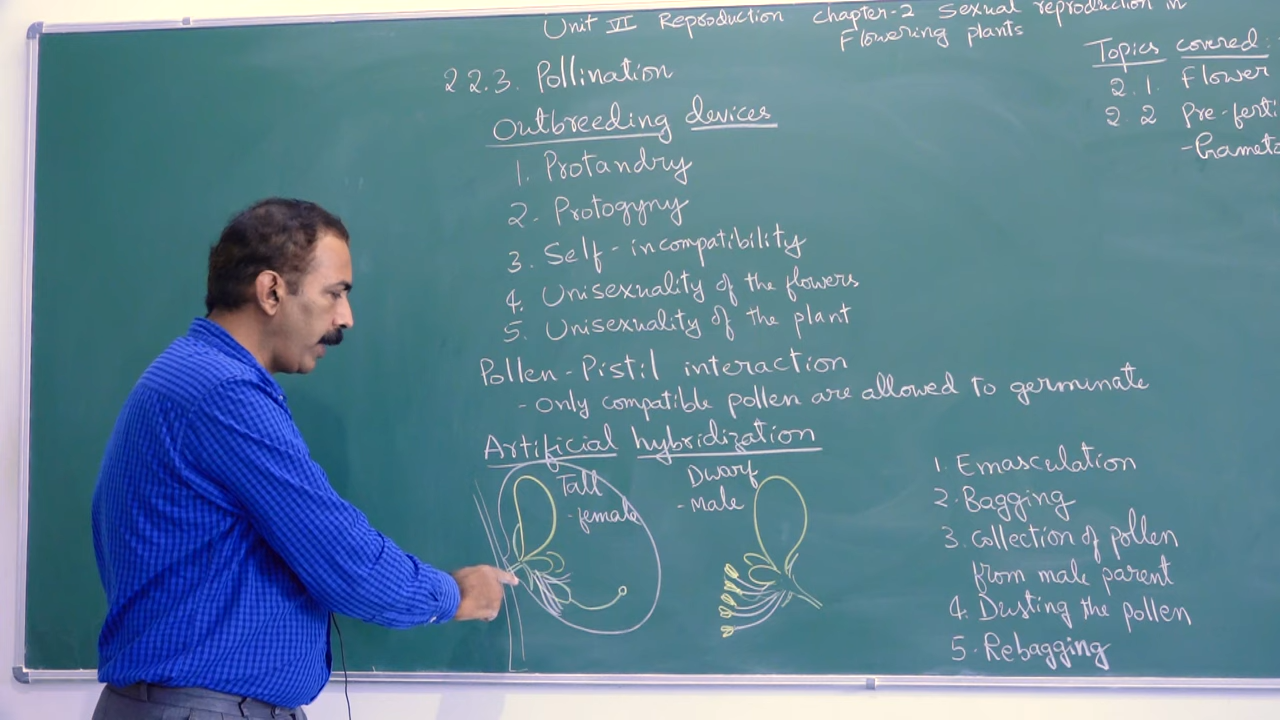 Unit VI Reproduction chapter-2 Sexual reproduction in
Flowering plants
Topics covered:
2.1. Flower
2.2 Pre-ferti
-Gameto
2.2.3. Pollination
Outbreeding devices
1. Protandry
2. Protogyny
3. Self-incompatibility
4. Unisexuality of the flowers
5. Unisexuality of the plant
Pollen-Pistil interaction
- Only compatible pollen are allowed to germinate
Artificial hybridization
Tall
- female
Dwarf
- male
1. Emasculation
2. Bagging
3. collection of pollen
from male parent
4. Dusting the pollen
5. Rebagging